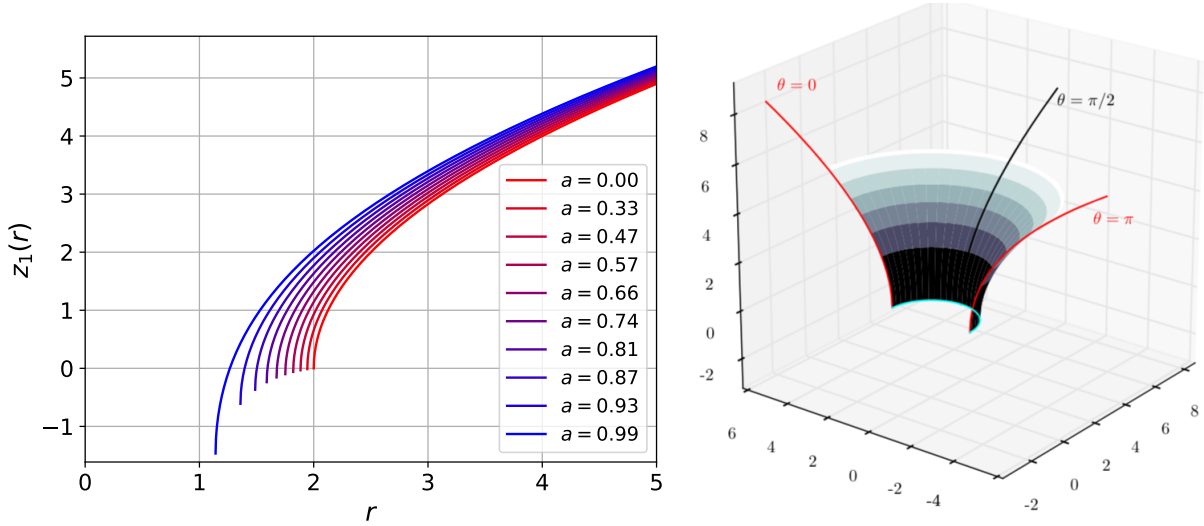 5
4
3
2
1
0
−1
z₁(r)
0
1
2
3
4
5
r
a = 0.00
a = 0.33
a = 0.47
a = 0.57
a = 0.66
a = 0.74
a = 0.81
a = 0.87
a = 0.93
a = 0.99
θ = 0
θ = π/2
θ = π
8
6
4
2
0
-2
6
4
2
0
-2
-4
-2
0
2
4
6
8